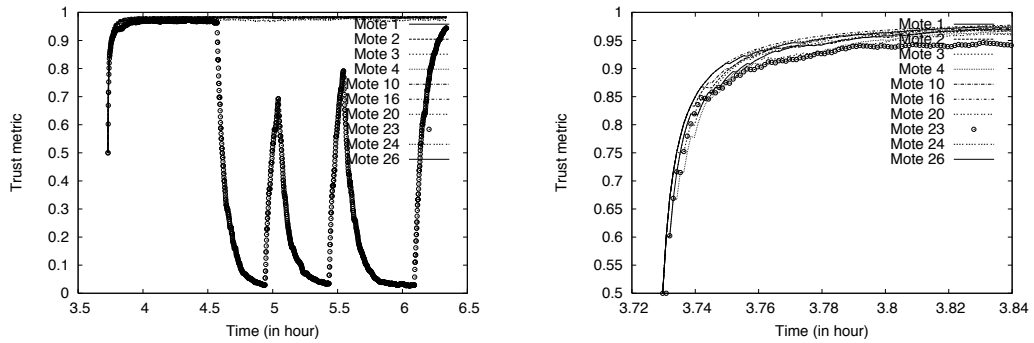 1
0.9
0.8
0.7
0.6
0.5
0.4
0.3
0.2
0.1
0
Trust metric
3.5 4 4.5 5 5.5 6 6.5
Time (in hour)
Mote 1
Mote 2
Mote 3
Mote 4
Mote 10
Mote 16
Mote 20
Mote 23
Mote 24
Mote 26
1
0.95
0.9
0.85
0.8
0.75
0.7
0.65
0.6
0.55
0.5
Trust metric
3.72 3.74 3.76 3.78 3.8 3.82 3.84
Time (in hour)
Mote 1
Mote 2
Mote 3
Mote 4
Mote 10
Mote 16
Mote 20
Mote 23
Mote 24
Mote 26